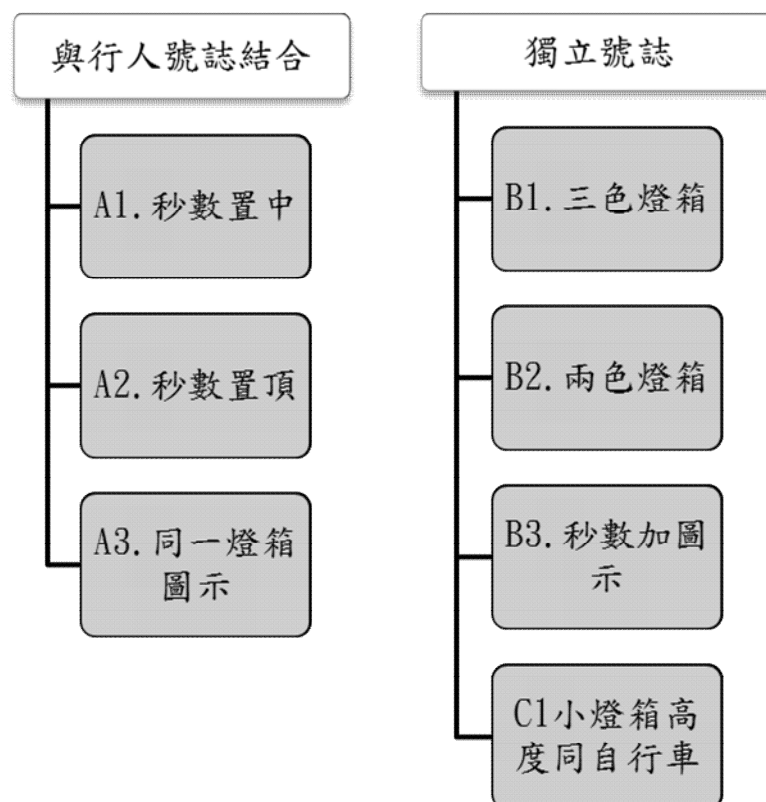 與行人號誌結合
A1.秒數置中
A2.秒數置頂
A3.同一燈箱
圖示
獨立號誌
B1.三色燈箱
B2.兩色燈箱
B3.秒數加圖
示
C1小燈箱高
度同自行車